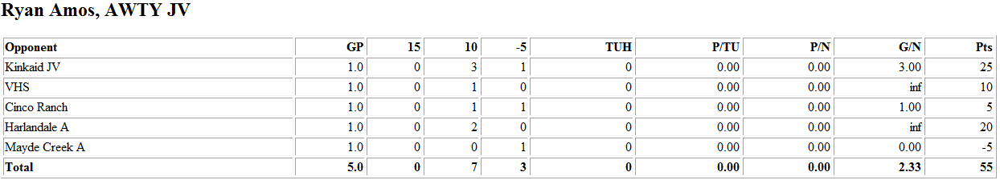 Ryan Amos, AWTY JV
Opponent GP 15 10 -5 TUH P/TU P/N G/N Pts
Kinkaid JV 1.0 0 3 1 0 0.00 0.00 3.00 25
VHS 1.0 0 1 0 0 0.00 0.00 inf 10
Cinco Ranch 1.0 0 1 1 0 0.00 0.00 1.00 5
Harlandale A 1.0 0 2 0 0 0.00 0.00 inf 20
Mayde Creek A 1.0 0 0 1 0 0.00 0.00 0.00 -5
Total 5.0 0 7 3 0 0.00 0.00 2.33 55